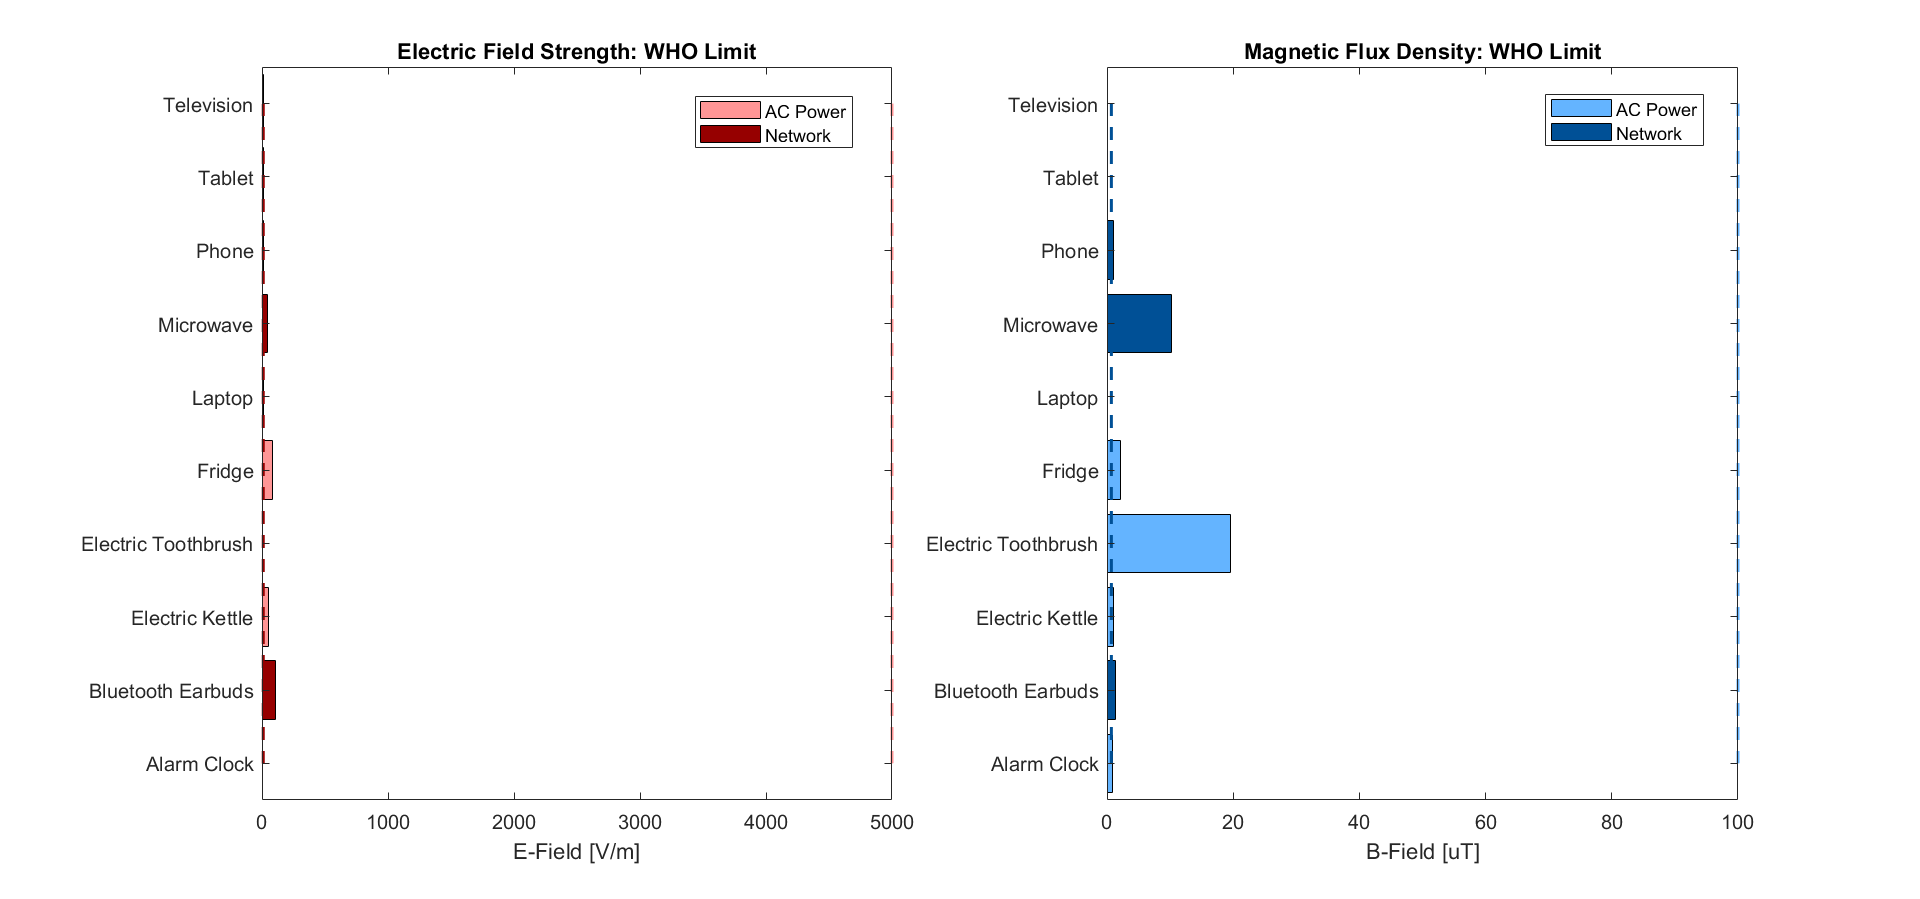 Electric Field Strength: WHO Limit
AC Power
Network
Television
Tablet
Phone
Microwave
Laptop
Fridge
Electric Toothbrush
Electric Kettle
Bluetooth Earbuds
Alarm Clock
0 1000 2000 3000 4000 5000
E-Field [V/m]
Magnetic Flux Density: WHO Limit
AC Power
Network
Television
Tablet
Phone
Microwave
Laptop
Fridge
Electric Toothbrush
Electric Kettle
Bluetooth Earbuds
Alarm Clock
0 20 40 60 80 100
B-Field [uT]